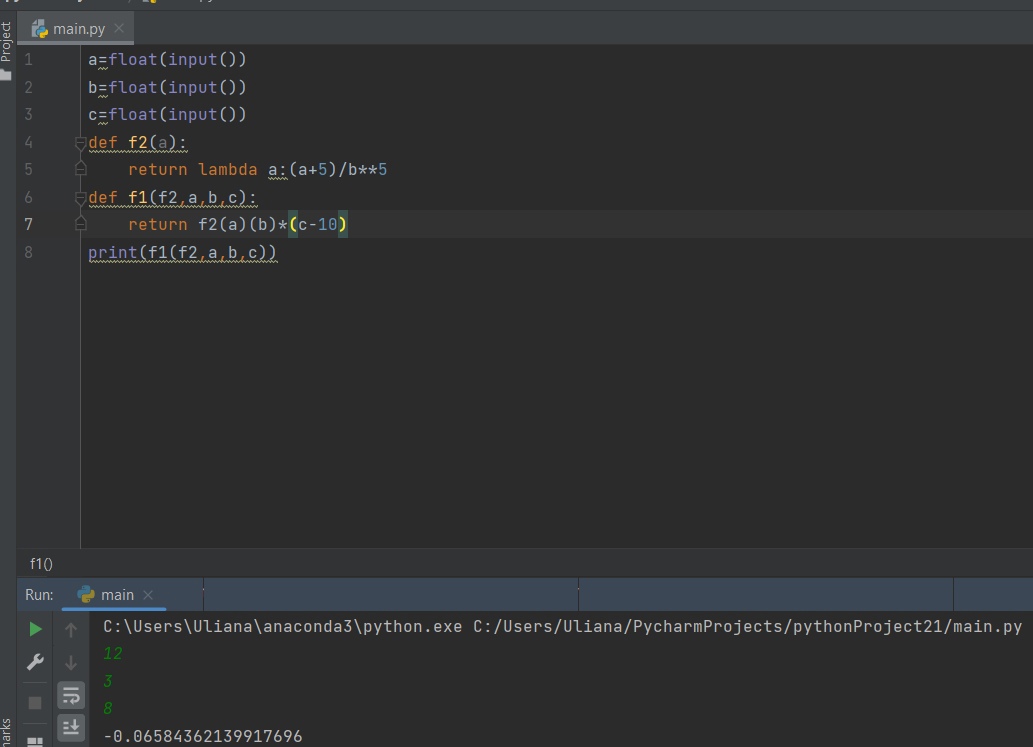 Project
main.py
1 a=float(input())
2 b=float(input())
3 c=float(input())
4 def f2(a):
5     return lambda a:(a+5)/b**5
6 def f1(f2,a,b,c):
7     return f2(a)(b)*(c-10)
8 print(f1(f2,a,b,c))
f1()
Run: main
C:\Users\Uliana\anaconda3\python.exe C:/Users/Uliana/PycharmProjects/pythonProject21/main.py
12
3
8
-0.06584362139917696